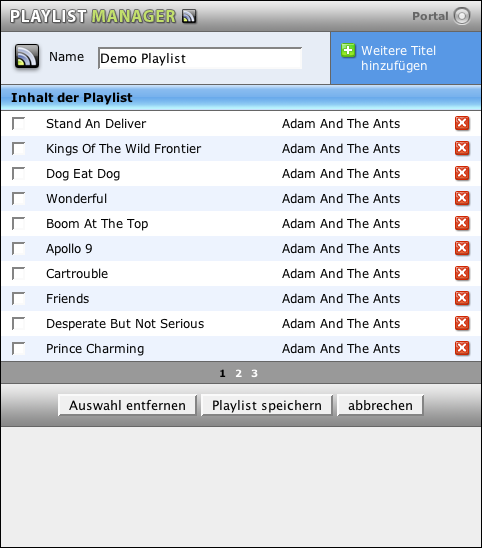 PLAYLIST MANAGER Portal
Name Demo Playlist Weitere Titel
hinzufügen
Inhalt der Playlist
Stand An Deliver Adam And The Ants
Kings Of The Wild Frontier Adam And The Ants
Dog Eat Dog Adam And The Ants
Wonderful Adam And The Ants
Boom At The Top Adam And The Ants
Apollo 9 Adam And The Ants
Cartrouble Adam And The Ants
Friends Adam And The Ants
Desperate But Not Serious Adam And The Ants
Prince Charming Adam And The Ants
1 2 3
Auswahl entfernen Playlist speichern abbrechen